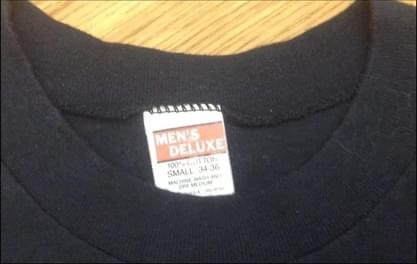 MEN'S
DELUXE
100% COTTON
SMALL 34-36
MACHINE WASH AND
DRY MEDIUM